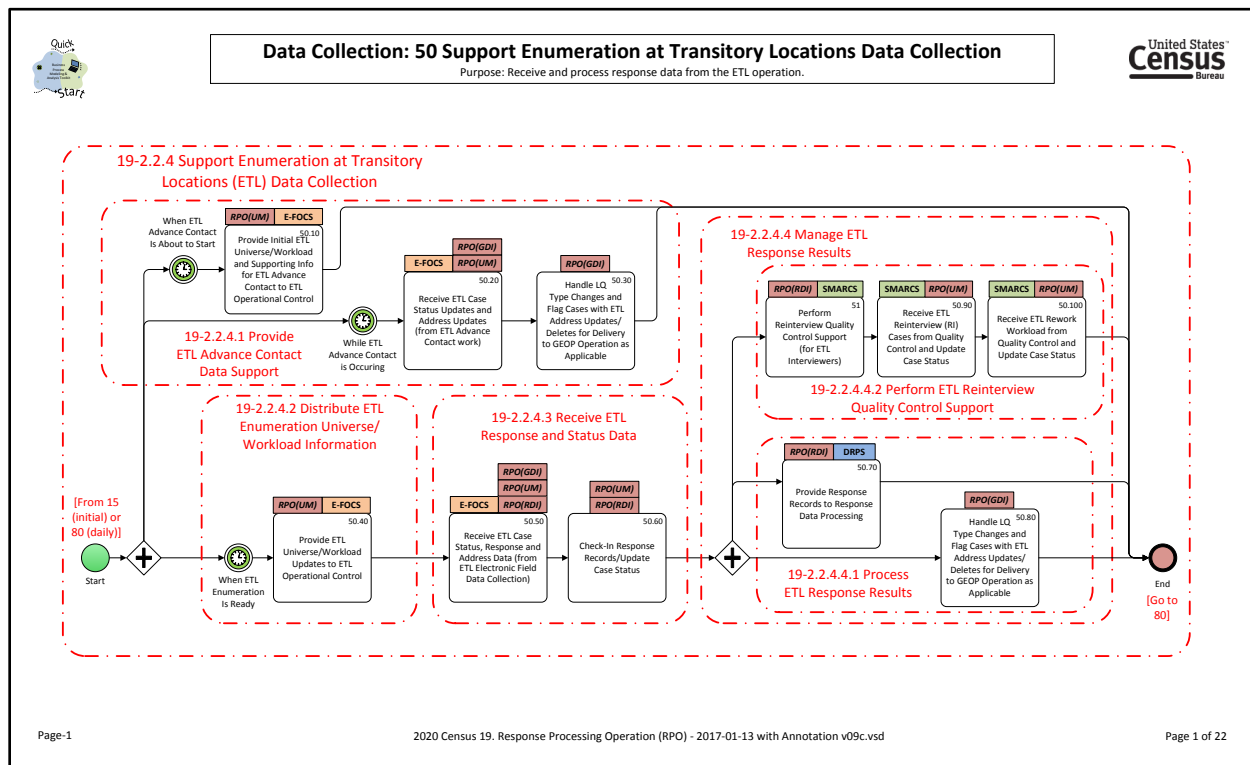 Quick
Business
Process
Modeling &
Analysis Toolkit
Start
Data Collection: 50 Support Enumeration at Transitory Locations Data Collection
Purpose: Receive and process response data from the ETL operation.
United States™
Census
Bureau
19-2.2.4 Support Enumeration at Transitory
Locations (ETL) Data Collection
When ETL
Advance Contact
Is About to Start
RPO(UM)
E-FOCS
50.10
Provide Initial ETL
Universe/Workload
and Supporting Info
for ETL Advance
Contact to ETL
Operational Control
19-2.2.4.1 Provide
ETL Advance Contact
Data Support
While ETL
Advance Contact
is Occuring
RPO(GDI)
E-FOCS
RPO(UM)
50.20
Receive ETL Case
Status Updates and
Address Updates
(from ETL Advance
Contact work)
RPO(GDI)
50.30
Handle LQ
Type Changes and
Flag Cases with ETL
Address Updates/
Deletes for Delivery
to GEOP Operation as
Applicable
19-2.2.4.4 Manage ETL
Response Results
RPO(RDI)
SMARCS
51
Perform
Reinterview Quality
Control Support
(for ETL
Interviewers)
SMARCS
RPO(UM)
50.90
Receive ETL
Reinterview (RI)
Cases from Quality
Control and Update
Case Status
SMARCS
RPO(UM)
50.100
Receive ETL Rework
Workload from
Quality Control and
Update Case Status
19-2.2.4.4.2 Perform ETL Reinterview
Quality Control Support
19-2.2.4.2 Distribute ETL
Enumeration Universe/
Workload Information
19-2.2.4.3 Receive ETL
Response and Status Data
[From 15
(initial) or
80 (daily)]
Start
When ETL
Enumeration
Is Ready
RPO(UM)
E-FOCS
50.40
Provide ETL
Universe/Workload
Updates to ETL
Operational Control
RPO(GDI)
RPO(UM)
E-FOCS
RPO(RDI)
50.50
Receive ETL Case
Status, Response and
Address Data (from
ETL Electronic Field
Data Collection)
RPO(UM)
RPO(RDI)
50.60
Check-In Response
Records/Update
Case Status
RPO(RDI)
DRPS
50.70
Provide Response
Records to Response
Data Processing
RPO(GDI)
50.80
Handle LQ
Type Changes and
Flag Cases with ETL
Address Updates/
Deletes for Delivery
to GEOP Operation as
Applicable
19-2.2.4.4.1 Process
ETL Response Results
End
[Go to
80]
Page-1
2020 Census 19. Response Processing Operation (RPO) - 2017-01-13 with Annotation v09c.vsd
Page 1 of 22